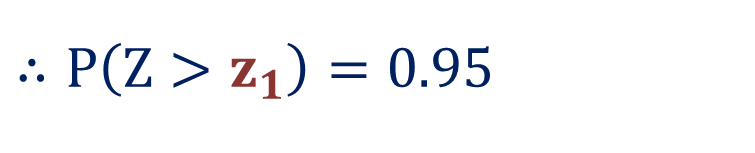 ∴ P(Z > z₁) = 0.95